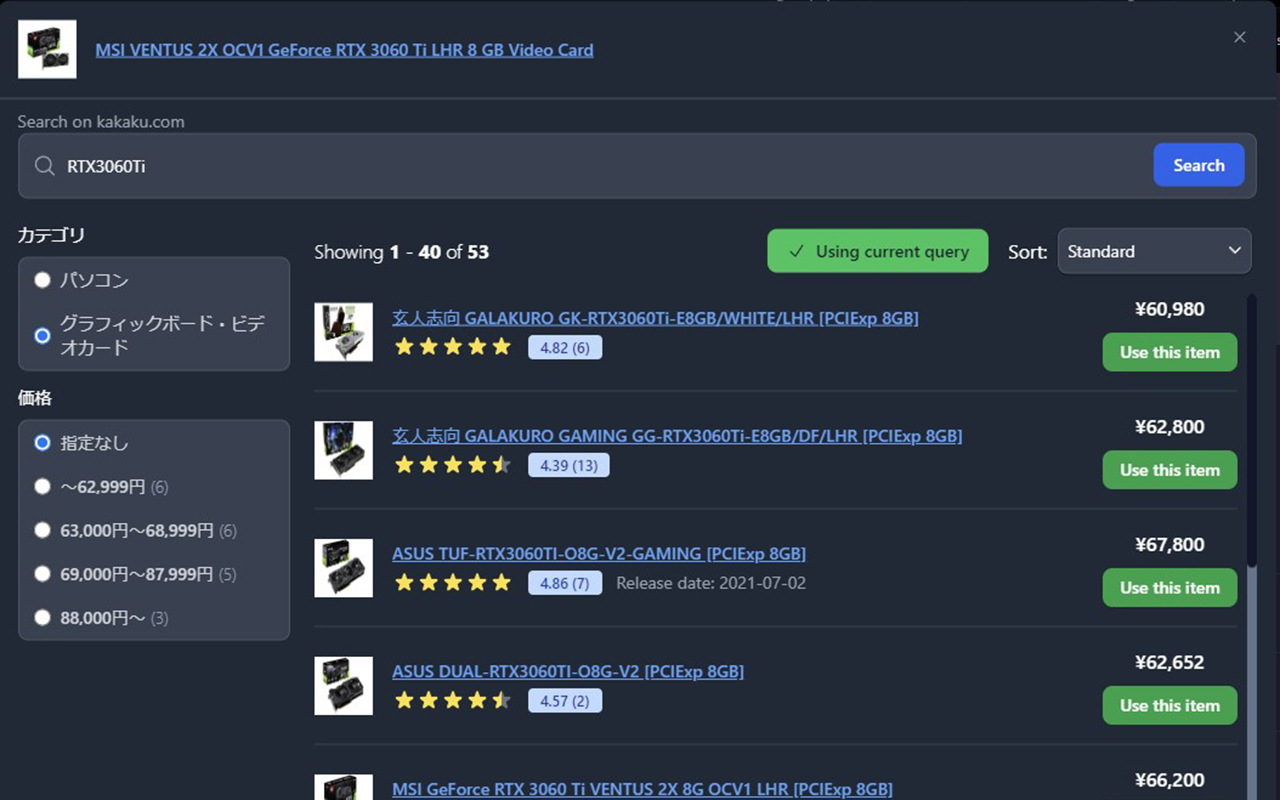 MSI VENTUS 2X OCV1 GeForce RTX 3060 Ti LHR 8 GB Video Card
Search on kakaku.com
RTX3060Ti
Search
カテゴリ
パソコン
グラフィックボード・ビデ
オカード
価格
指定なし
〜62,999円 (6)
63,000円〜68,999円 (6)
69,000円〜87,999円 (5)
88,000円〜 (3)
Showing 1 - 40 of 53
Using current query
Sort:
Standard
玄人志向 GALAKURO GK-RTX3060Ti-E8GB/WHITE/LHR [PCIExp 8GB]
4.82 (6)
¥60,980
Use this item
玄人志向 GALAKURO GAMING GG-RTX3060Ti-E8GB/DF/LHR [PCIExp 8GB]
4.39 (13)
¥62,800
Use this item
ASUS TUF-RTX3060TI-O8G-V2-GAMING [PCIExp 8GB]
4.86 (7)
Release date: 2021-07-02
¥67,800
Use this item
ASUS DUAL-RTX3060TI-O8G-V2 [PCIExp 8GB]
4.57 (2)
¥62,652
Use this item
MSI GeForce RTX 3060 Ti VENTUS 2X 8G OCV1 LHR [PCIExp 8GB]
¥66,200